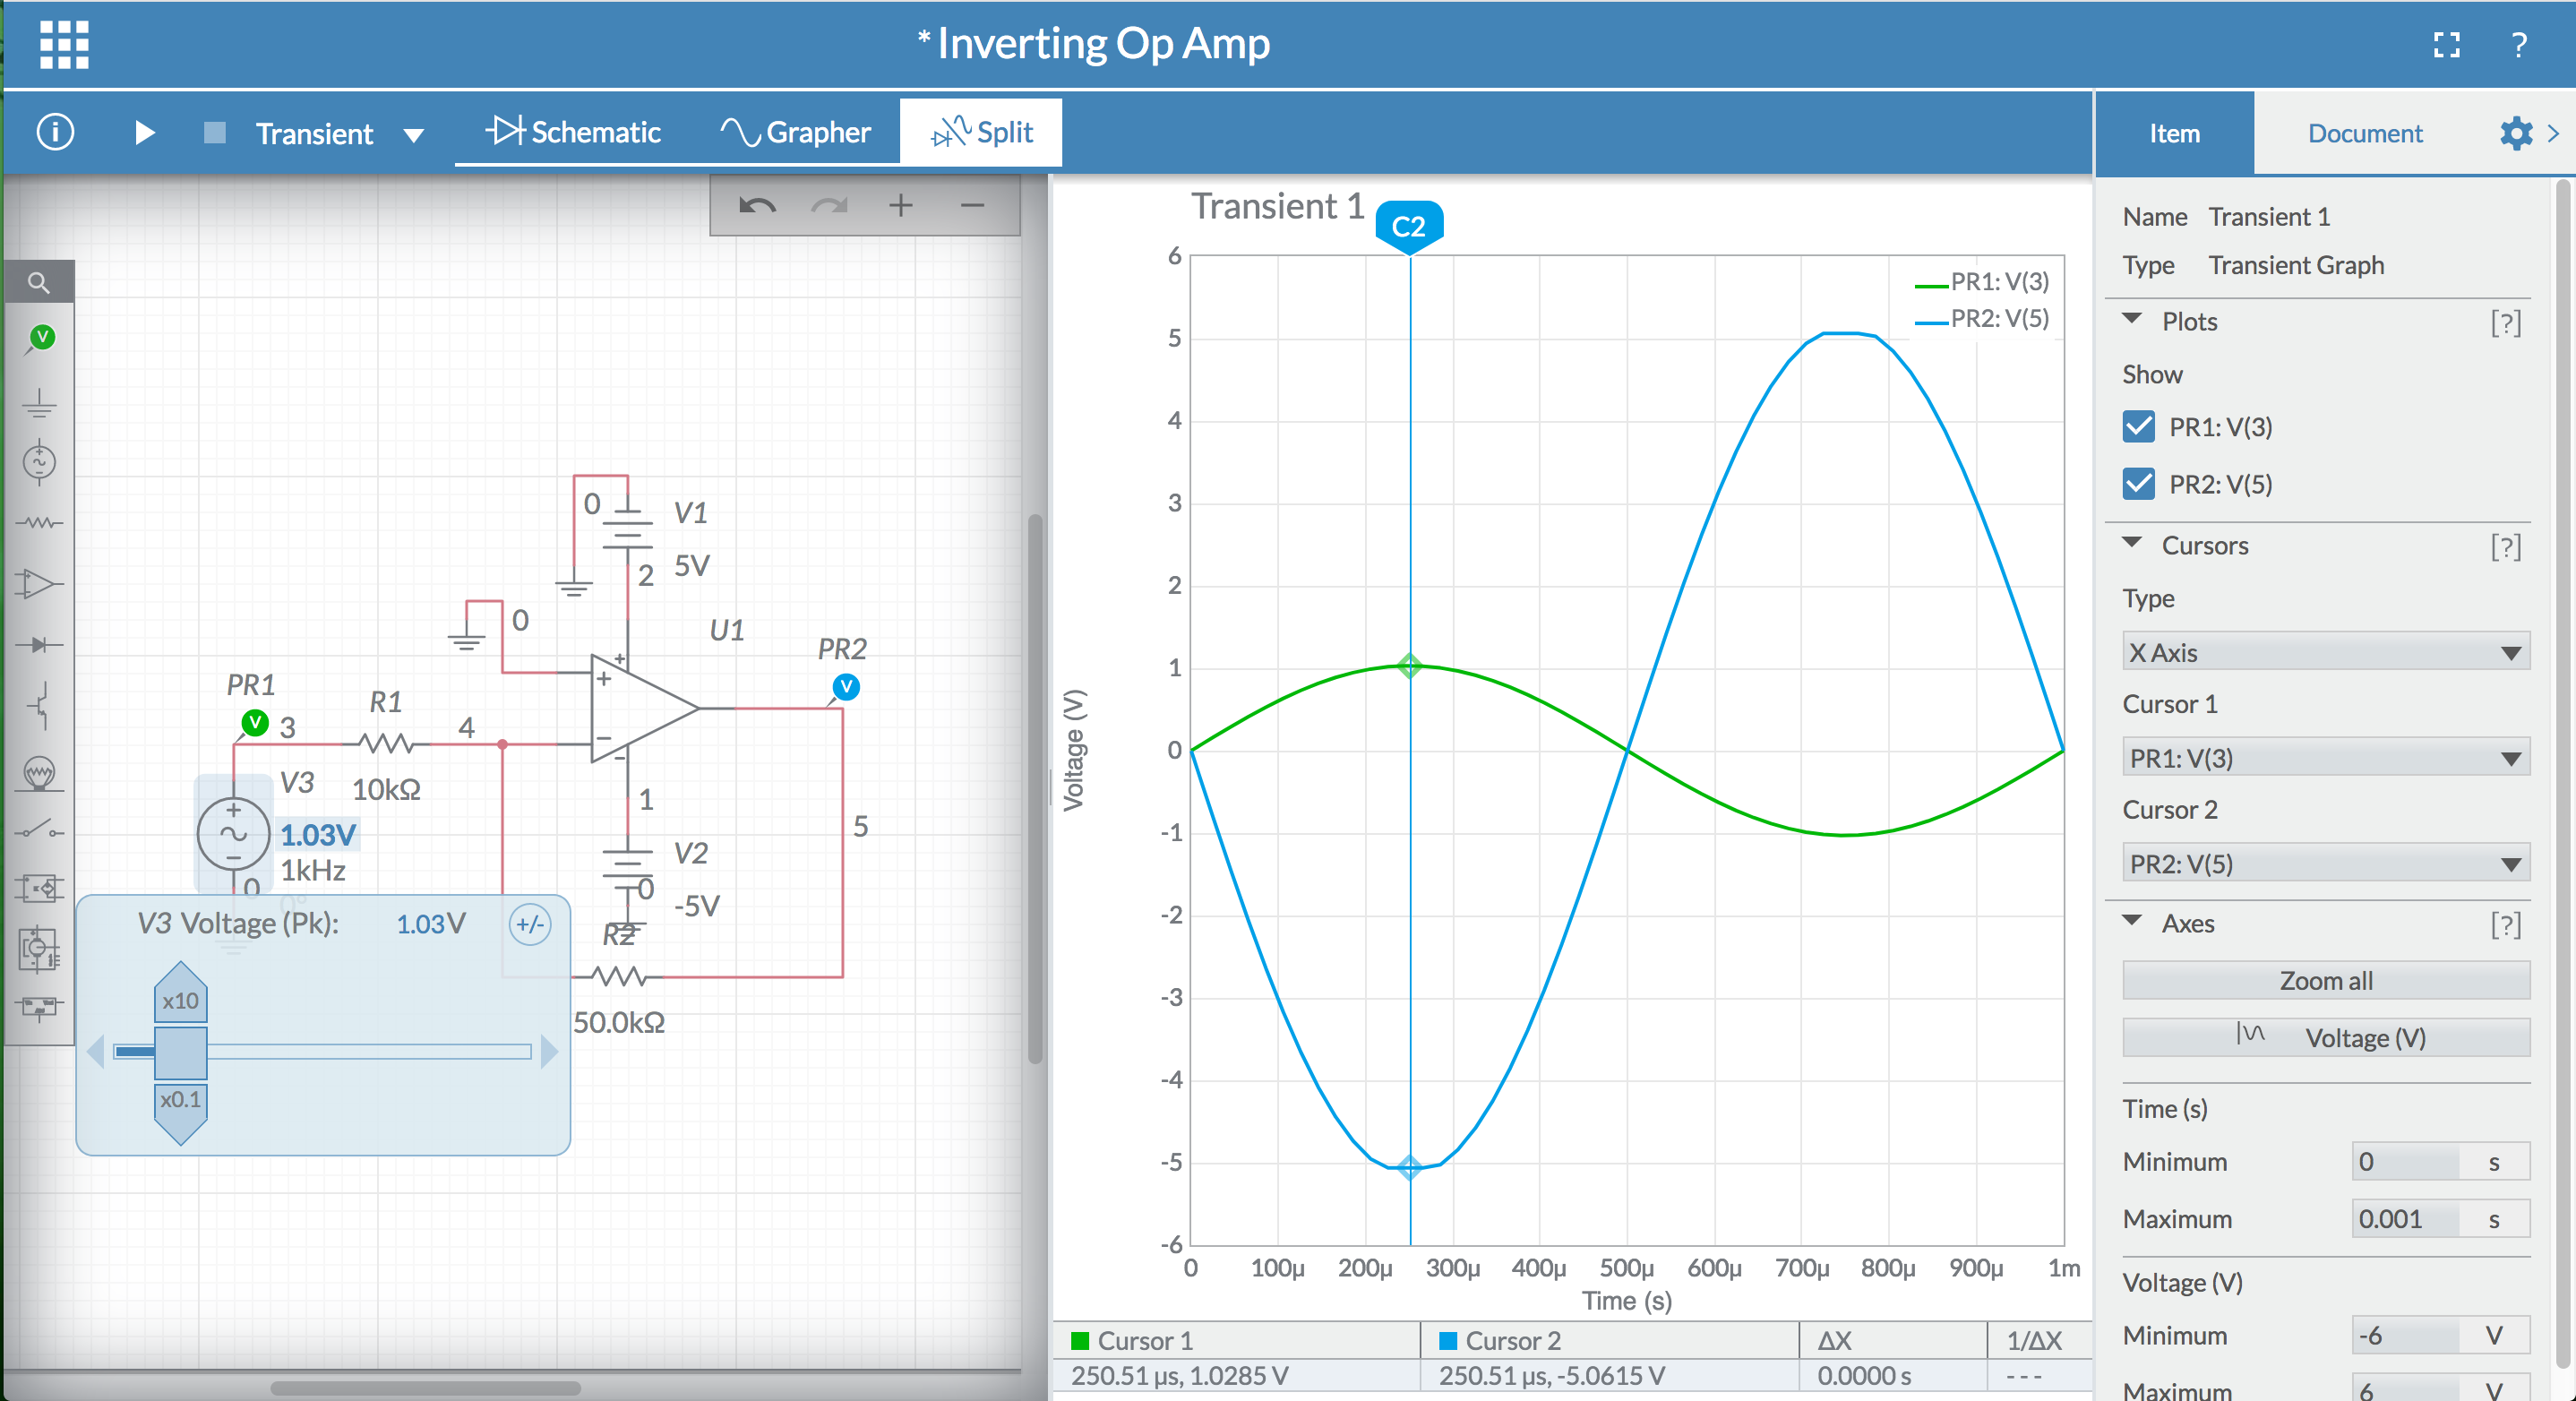 * Inverting Op Amp
?
i
Transient
Schematic
Grapher
Split
Item
Document
V
0
V1
5V
2
0
U1
+
+
−
−
PR2
V
PR1
V
3
R1
4
10kΩ
V3
+
−
1.03V
1kHz
0
0°
1
5
V2
0
-5V
R2
50.0kΩ
V3 Voltage (Pk): 1.03V
+/-
x10
x0.1
Transient 1
C2
PR1: V(3)
PR2: V(5)
6
5
4
3
2
1
0
-1
-2
-3
-4
-5
-6
Voltage (V)
0 100µ 200µ 300µ 400µ 500µ 600µ 700µ 800µ 900µ 1m
Time (s)
Cursor 1 Cursor 2 ΔX 1/ΔX
250.51 µs, 1.0285 V 250.51 µs, -5.0615 V 0.0000 s ---
Name Transient 1
Type Transient Graph
Plots [?]
Show
PR1: V(3)
PR2: V(5)
Cursors [?]
Type
X Axis
Cursor 1
PR1: V(3)
Cursor 2
PR2: V(5)
Axes [?]
Zoom all
Voltage (V)
Time (s)
Minimum 0 s
Maximum 0.001 s
Voltage (V)
Minimum -6 V
Maximum 6 V